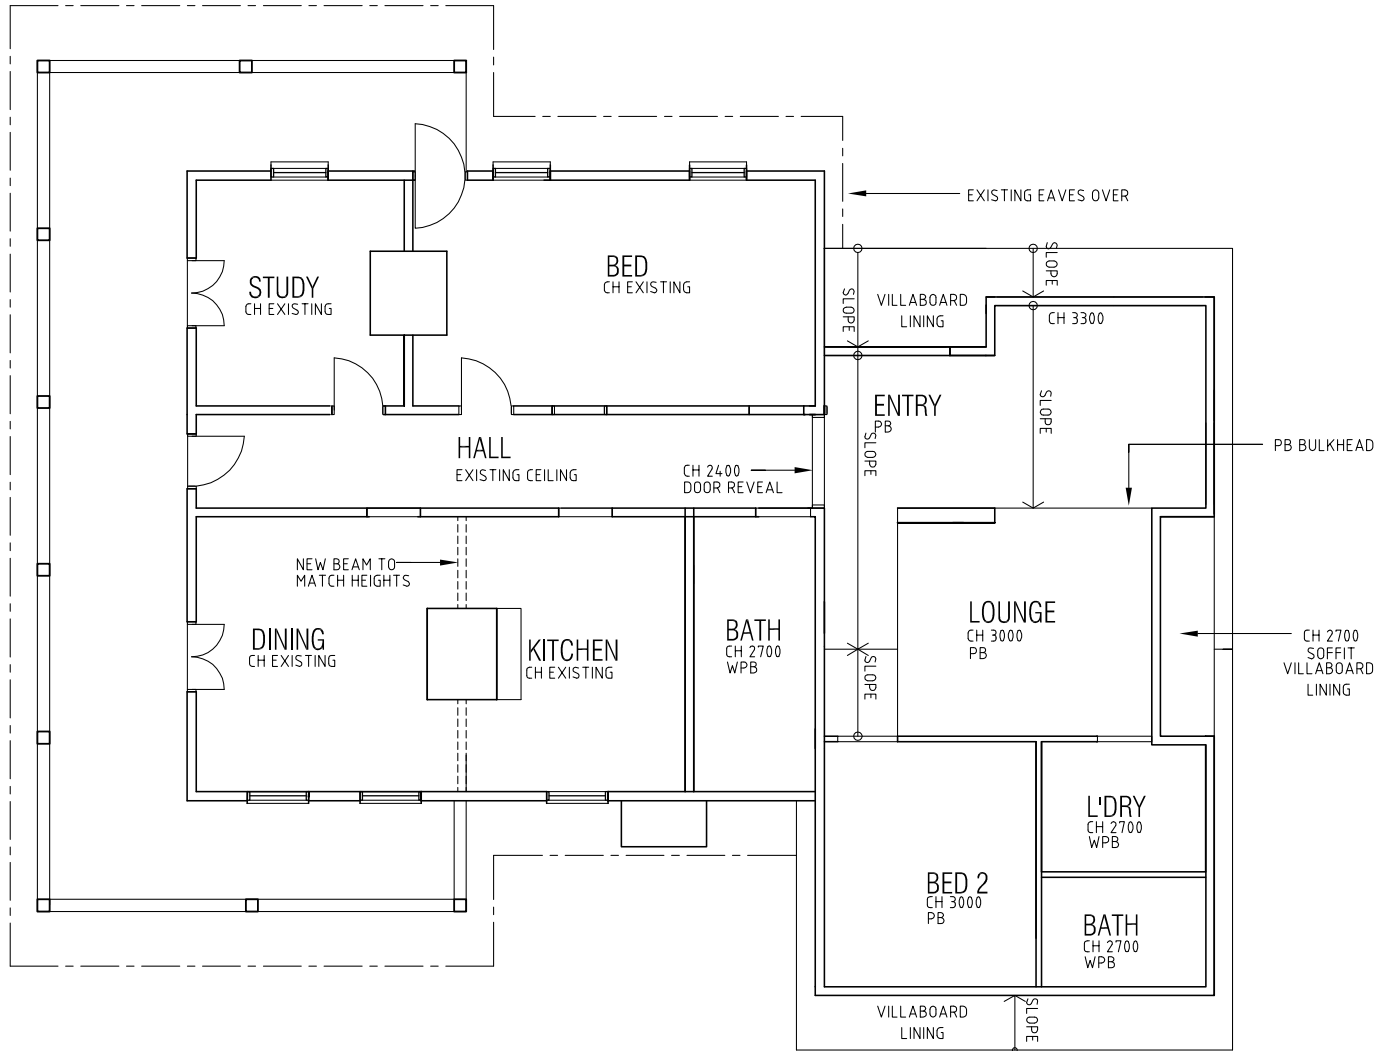 EXISTING EAVES OVER
SLOPE
SLOPE
VILLABOARD
LINING
CH 3300
STUDY
CH EXISTING
BED
CH EXISTING
ENTRY
PB
SLOPE
SLOPE
HALL
EXISTING CEILING
CH 2400
DOOR REVEAL
PB BULKHEAD
NEW BEAM TO
MATCH HEIGHTS
DINING
CH EXISTING
KITCHEN
CH EXISTING
BATH
CH 2700
WPB
SLOPE
LOUNGE
CH 3000
PB
CH 2700
SOFFIT
VILLABOARD
LINING
L'DRY
CH 2700
WPB
BED 2
CH 3000
PB
BATH
CH 2700
WPB
VILLABOARD
LINING
SLOPE